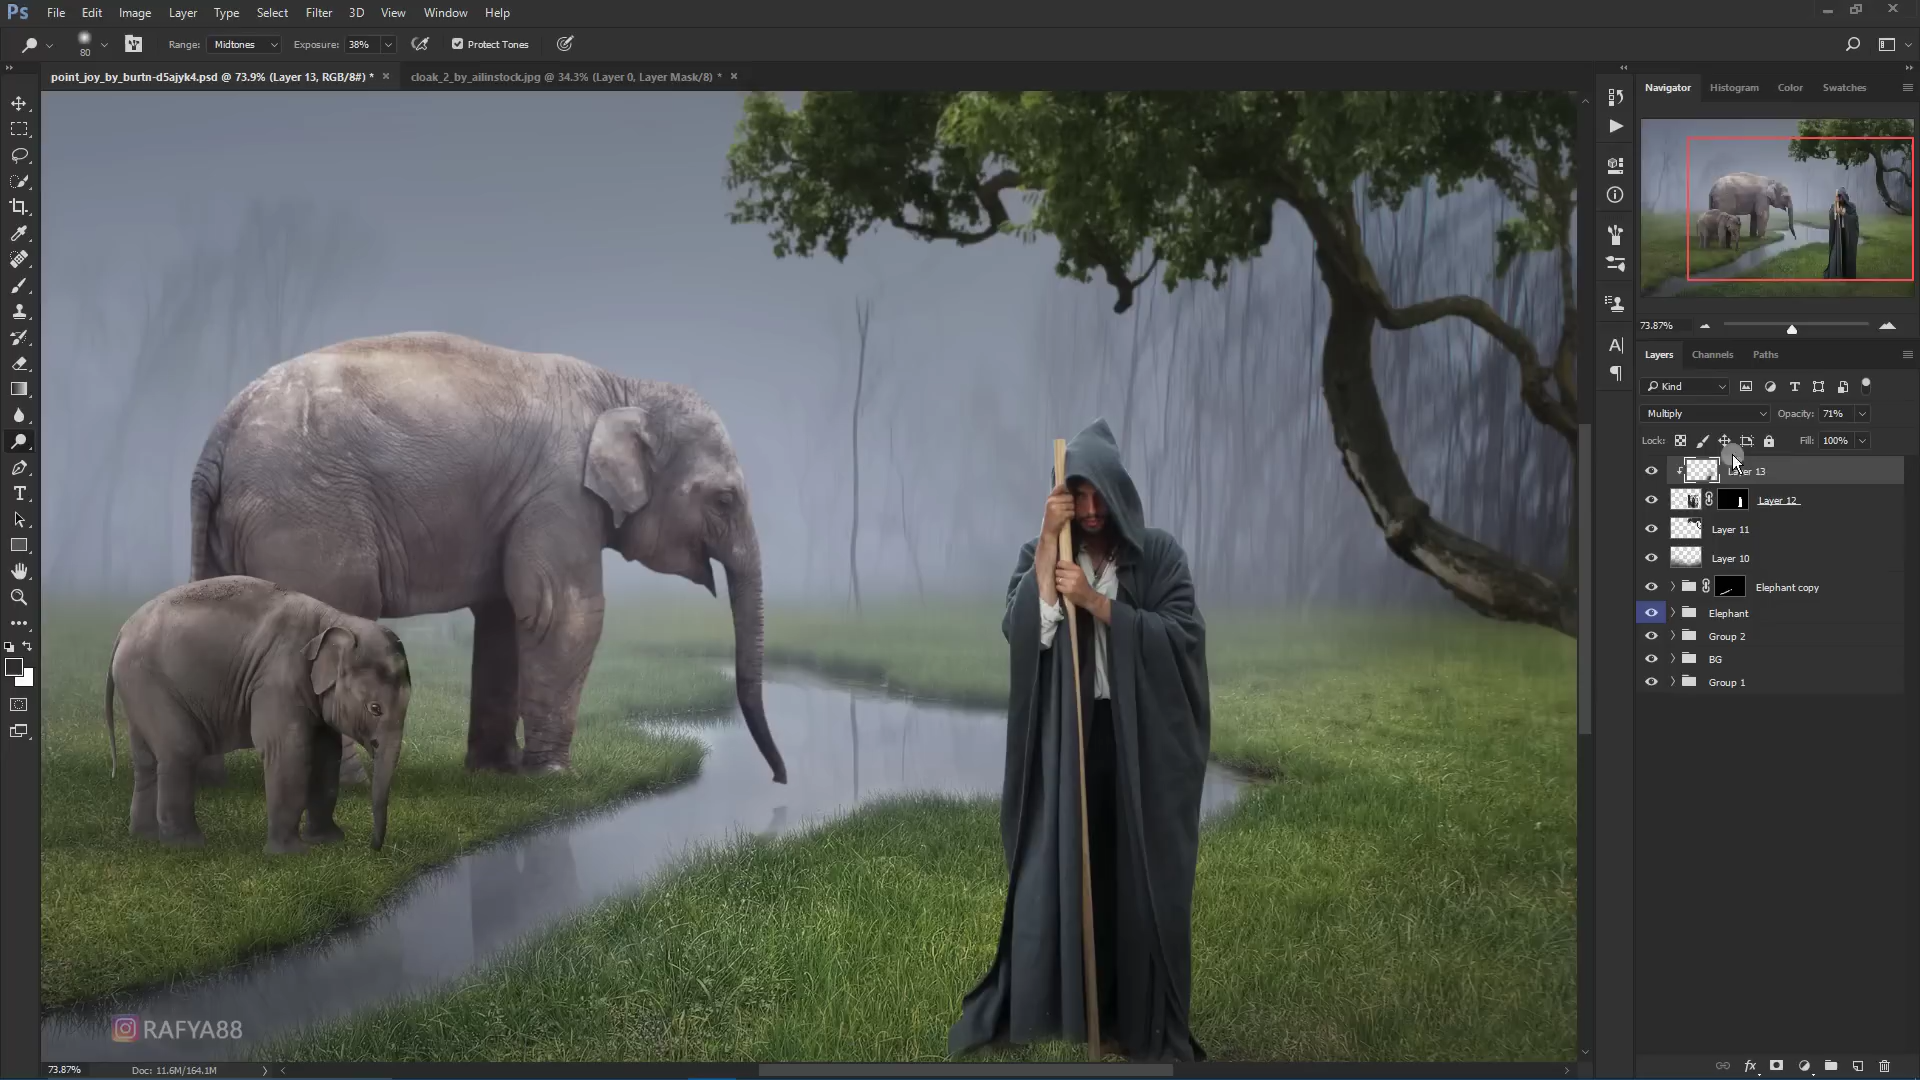 Ps File Edit Image Layer Type Select Filter 3D View Window Help
80 Range: Midtones Exposure: 38% Protect Tones
point_joy_by_burtn-d5ajyk4.psd @ 73.9% (Layer 13, RGB/8#) * × cloak_2_by_ailinstock.jpg @ 34.3% (Layer 0, Layer Mask/8) * ×
Navigator Histogram Color Swatches
73.87%
Layers Channels Paths
Kind
Multiply Opacity: 71%
Lock: Fill: 100%
Layer 13
Layer 12
Layer 11
Layer 10
Elephant copy
Elephant
Group 2
BG
Group 1
RAFYA88
73.87% Doc: 11.6M/164.1M
fx